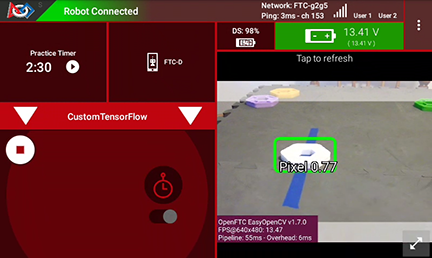 Robot Connected
Network: FTC-g2g5
Ping: 3ms - ch 153
User 1
User 2
Practice Timer
2:30
FTC-D
DS: 98%
13.41 V
(13.41 V)
CustomTensorFlow
Tap to refresh
Pixel 0.77
OpenFTC EasyOpenCV v1.7.0
FPS@640x480: 13.47
Pipeline: 55ms - Overhead: 6ms